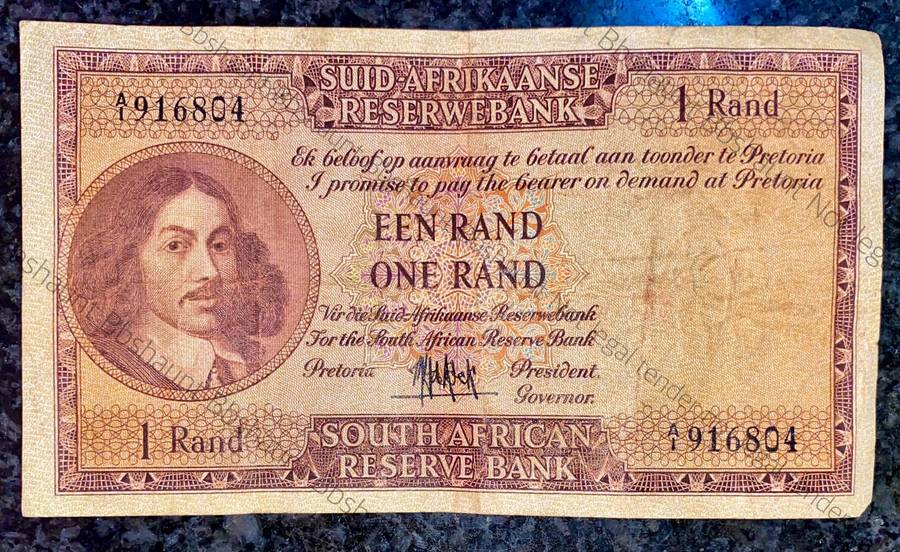 SUID-AFRIKAANSE
RESERWEBANK
A/1 916804
1 Rand
Ek beloof op aanvraag te betaal aan toonder te Pretoria
I promise to pay the bearer on demand at Pretoria
EEN RAND
ONE RAND
Vir die Suid-Afrikaanse Reserwebank
For the South African Reserve Bank
Pretoria
President.
Governor.
1 Rand
SOUTH AFRICAN
RESERVE BANK
A/1 916804